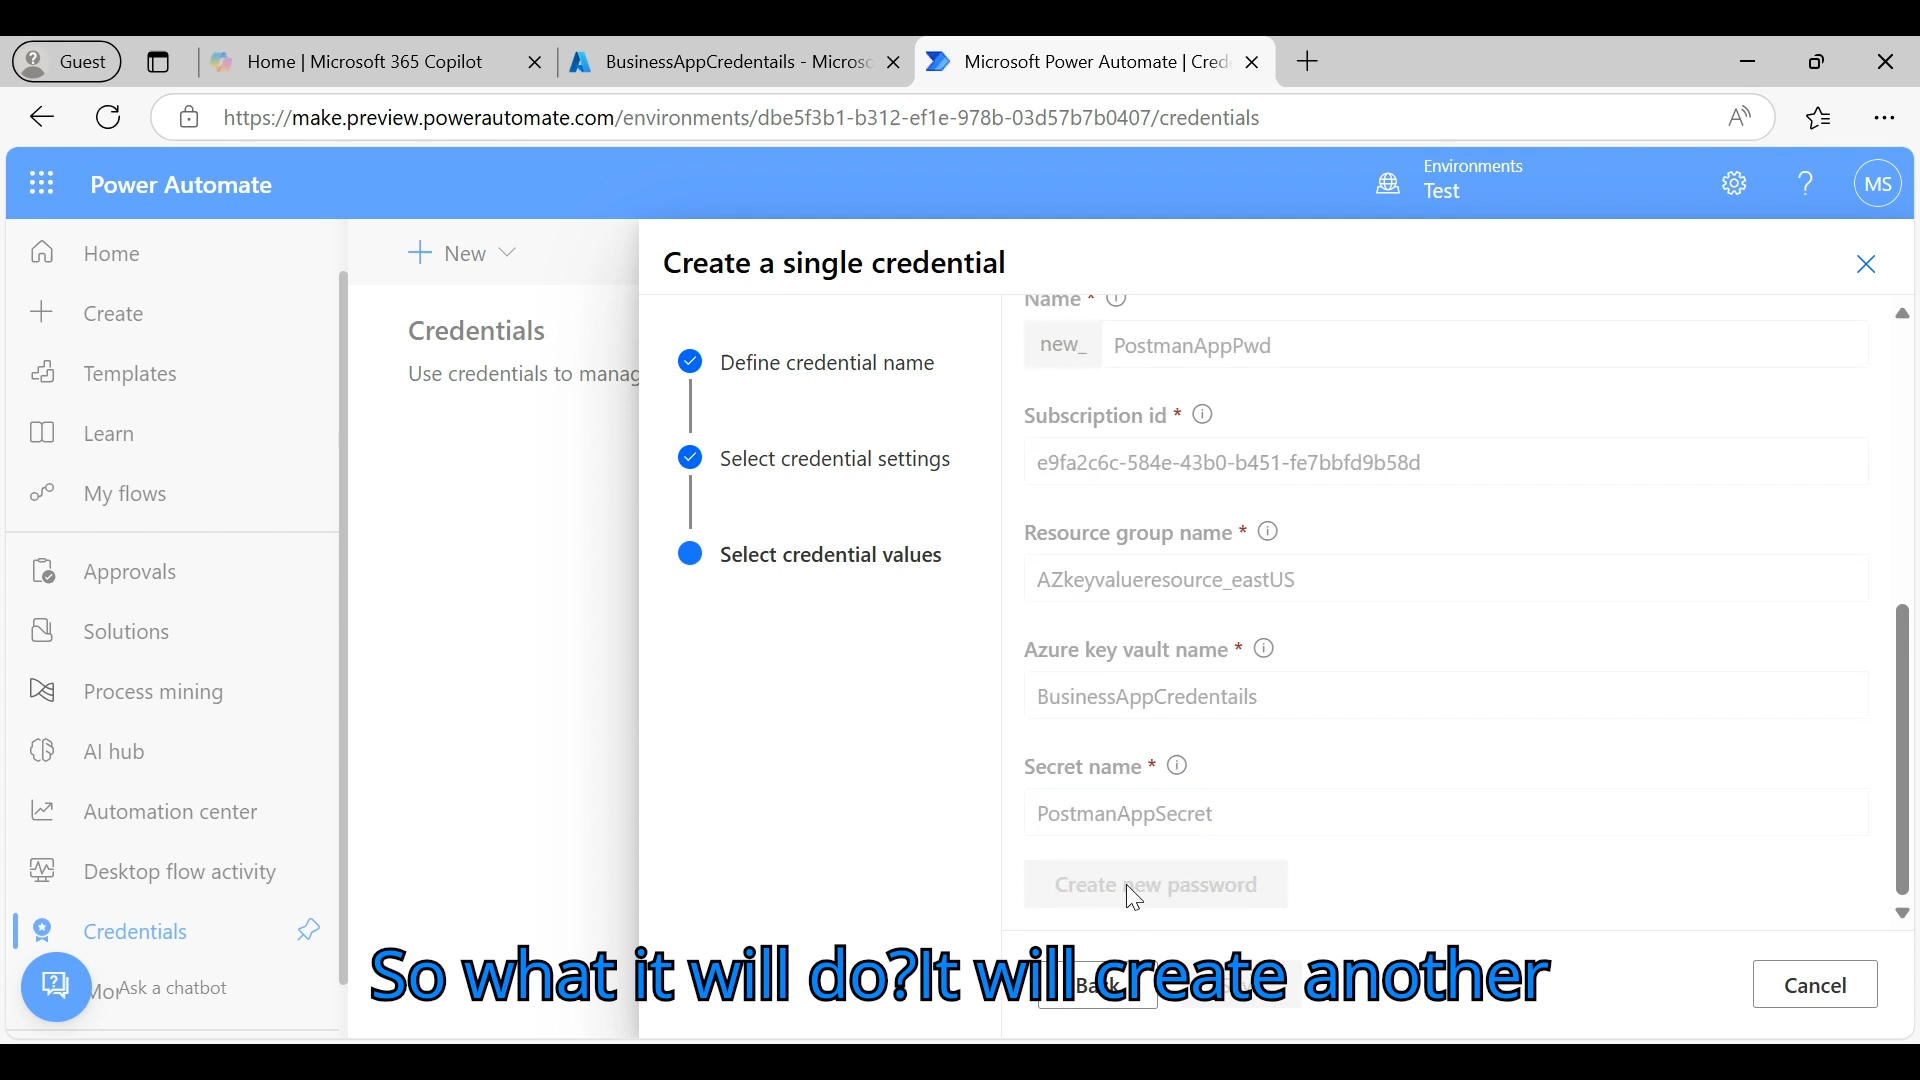 Guest
Home | Microsoft 365 Copilot
BusinessAppCredentails - Microsc
Microsoft Power Automate | Cred
https://make.preview.powerautomate.com/environments/dbe5f3b1-b312-ef1e-978b-03d57b7b0407/credentials
Power Automate
Environments
Test
MS
Home
Create
Templates
Learn
My flows
Approvals
Solutions
Process mining
AI hub
Automation center
Desktop flow activity
Credentials
Ask a chatbot
New
Credentials
Use credentials to manag
Create a single credential
Define credential name
Select credential settings
Select credential values
Name *
new_ PostmanAppPwd
Subscription id *
e9fa2c6c-584e-43b0-b451-fe7bbfd9b58d
Resource group name *
AZkeyvalueresource_eastUS
Azure key vault name *
BusinessAppCredentails
Secret name *
PostmanAppSecret
Create new password
Back
Cancel
So what it will do?It will create another